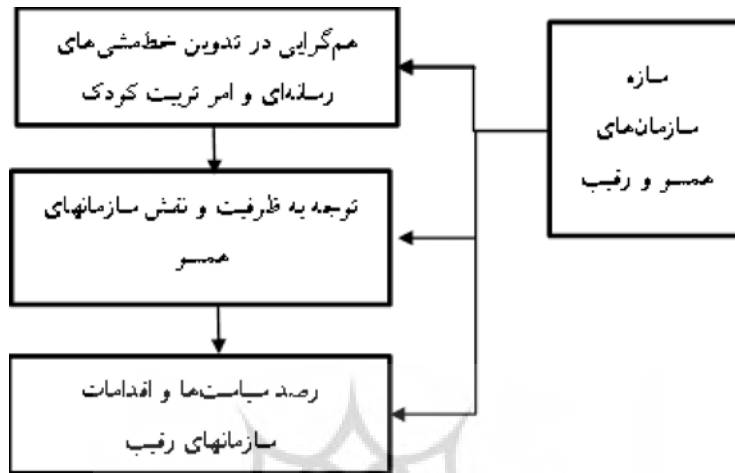 سازه
سازمان‌های
همسو و رقیب
هم‌گرایی در تدوین خط‌مشی‌های
رسانه‌ای و امر تربیت کودک
توجه به ظرفیت و نقش سازمانهای
همسو
رصد سیاست‌ها و اقدامات
سازمانهای رقیب